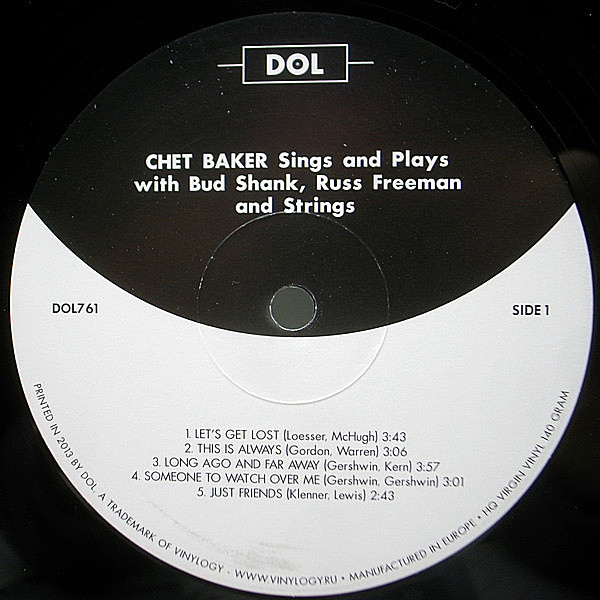 DOL
CHET BAKER Sings and Plays
with Bud Shank, Russ Freeman
and Strings
DOL761
SIDE 1
1. LET'S GET LOST (Loesser, McHugh) 3:43
2. THIS IS ALWAYS (Gordon, Warren) 3:06
3. LONG AGO AND FAR AWAY (Gershwin, Kern) 3:57
4. SOMEONE TO WATCH OVER ME (Gershwin, Gershwin) 3:01
5. JUST FRIENDS (Klenner, Lewis) 2:43
PRINTED IN 2013 BY DOL, A TRADEMARK OF VINYLOGY · WWW.VINYLOGY.RU • MANUFACTURED IN EUROPE • HQ VIRGIN VINYL 140 GRAM